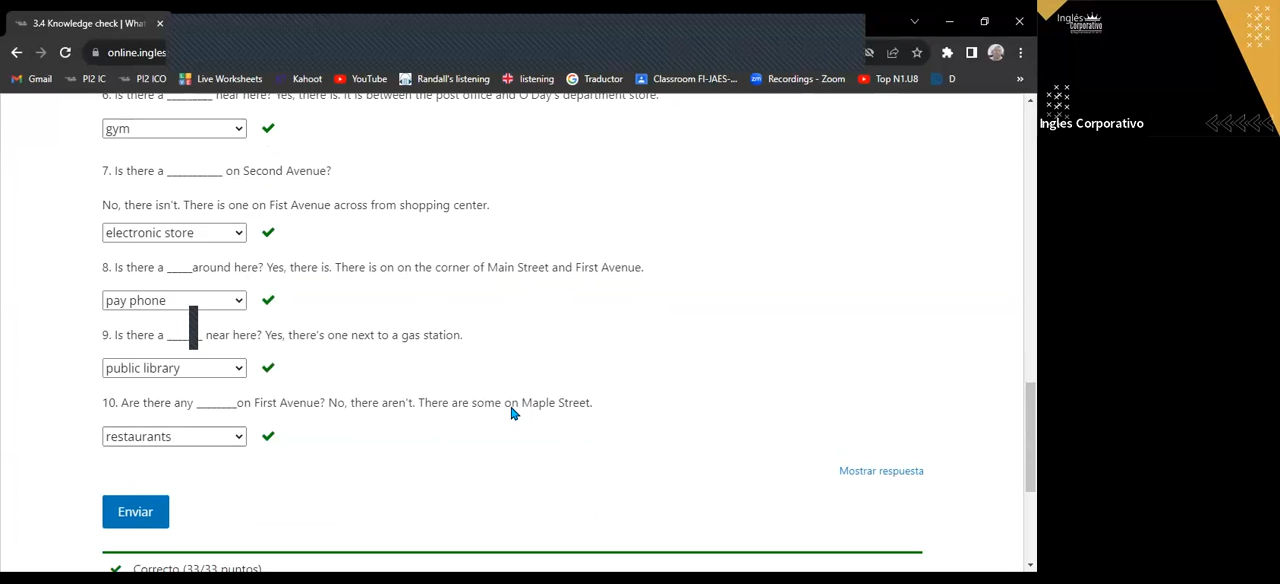 3.4 Knowledge check | Wha
online.ingles
Gmail
PI2 IC
PI2 ICO
Live Worksheets
Kahoot
YouTube
Randall's listening
listening
Traductor
Classroom FI-JAES-...
Recordings - Zoom
Top N1.U8
D
»
Inglés
Corporativo
Ingles Corporativo
6. Is there a _________ near here? Yes, there is. It is between the post office and O'Day's department store.
gym
7. Is there a ___________ on Second Avenue?
No, there isn't. There is one on Fist Avenue across from shopping center.
electronic store
8. Is there a _____around here? Yes, there is. There is on on the corner of Main Street and First Avenue.
pay phone
9. Is there a _______ near here? Yes, there's one next to a gas station.
public library
10. Are there any ________on First Avenue? No, there aren't. There are some on Maple Street.
restaurants
Mostrar respuesta
Enviar
Correcto (33/33 puntos)